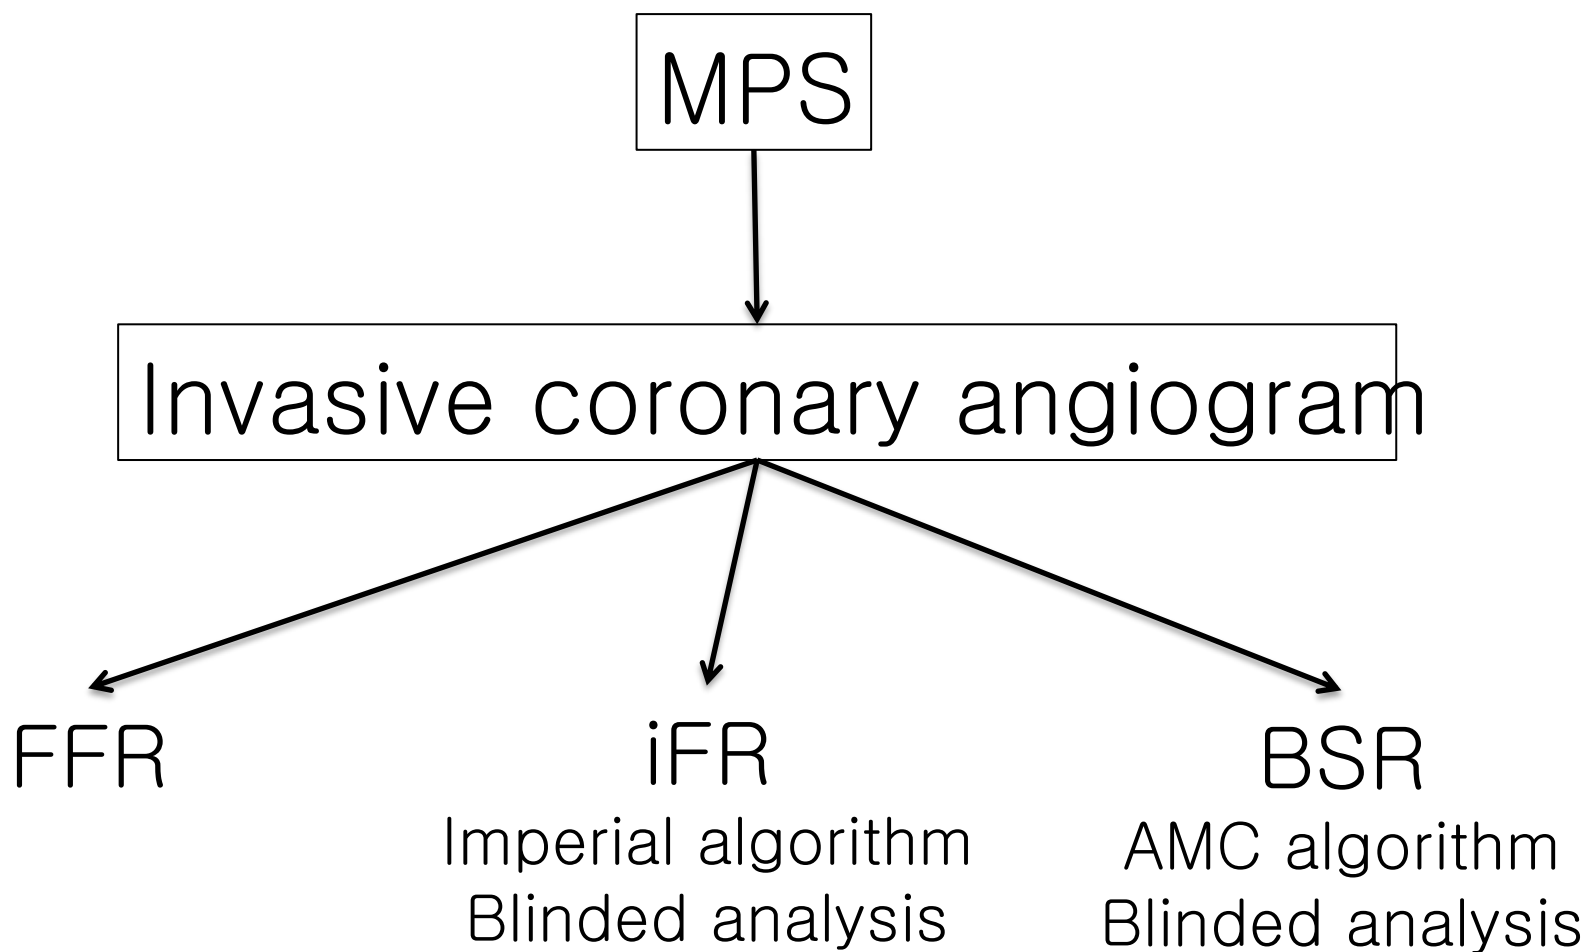 MPS
Invasive coronary angiogram
FFR
iFR
Imperial algorithm
Blinded analysis
BSR
AMC algorithm
Blinded analysis